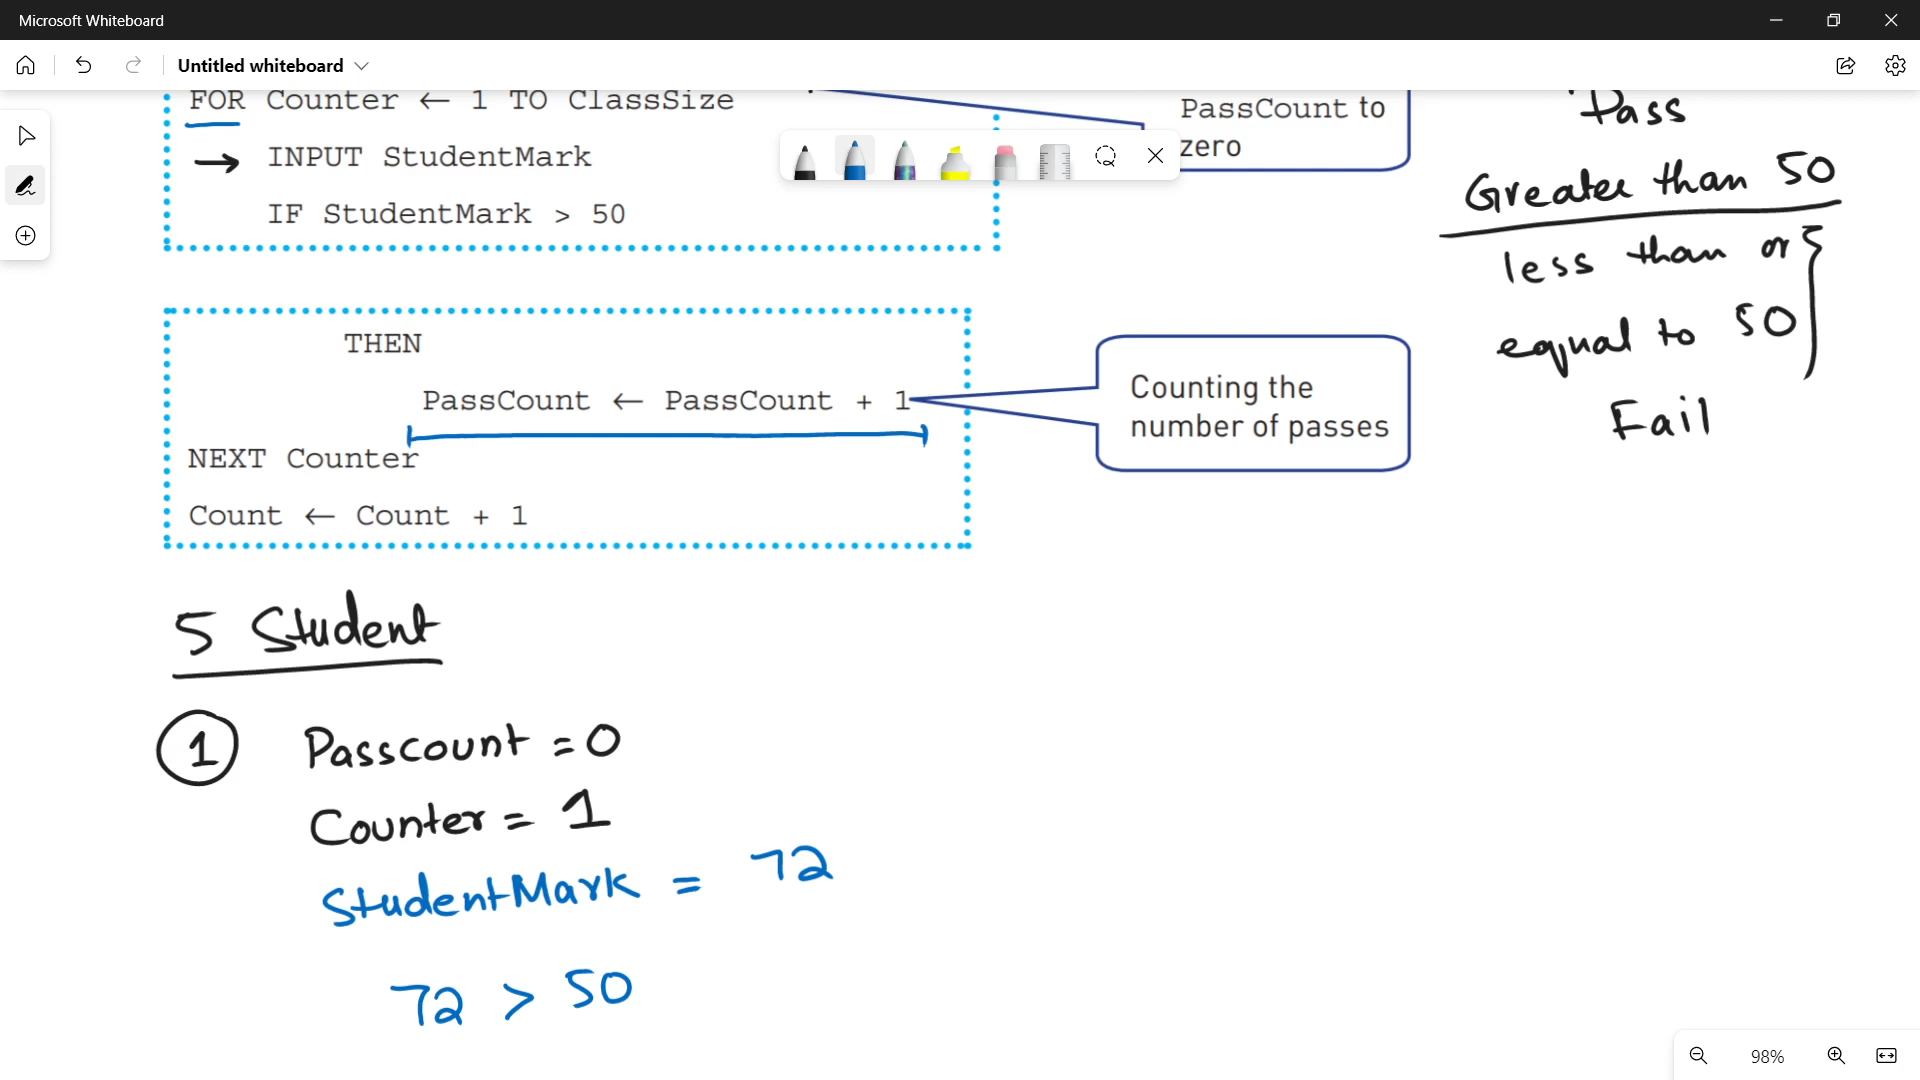 Microsoft Whiteboard
Untitled whiteboard
FOR Counter ← 1 TO ClassSize
INPUT StudentMark
IF StudentMark > 50
PassCount to
zero
Pass
Greater than 50
less than or
equal to 50
Fail
THEN
PassCount ← PassCount + 1
NEXT Counter
Count ← Count + 1
Counting the
number of passes
5 Student
1 Passcount = 0
Counter = 1
StudentMark = 72
72 > 50
98%